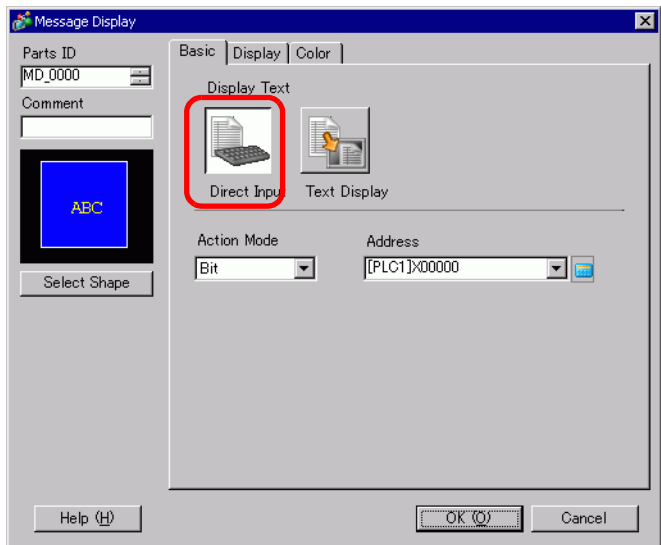 Message Display
Parts ID
MD_0000
Comment
ABC
Select Shape
Basic
Display
Color
Display Text
Direct Input
Text Display
Action Mode
Address
Bit
[PLC1]X00000
Help (H)
OK (O)
Cancel